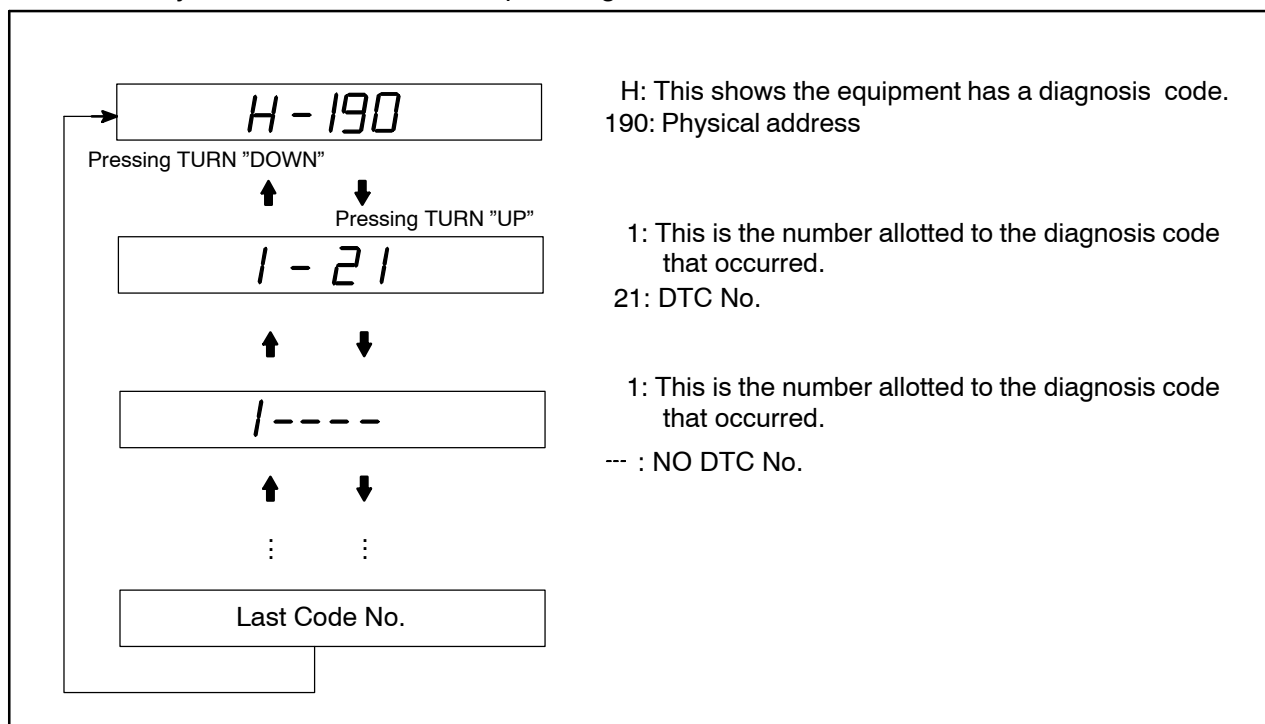 H-190
H: This shows the equipment has a diagnosis code.
190: Physical address
Pressing TURN ”DOWN”
Pressing TURN ”UP”
1-21
1: This is the number allotted to the diagnosis code
that occurred.
21: DTC No.
1----
1: This is the number allotted to the diagnosis code
that occurred.
--- : NO DTC No.
Last Code No.